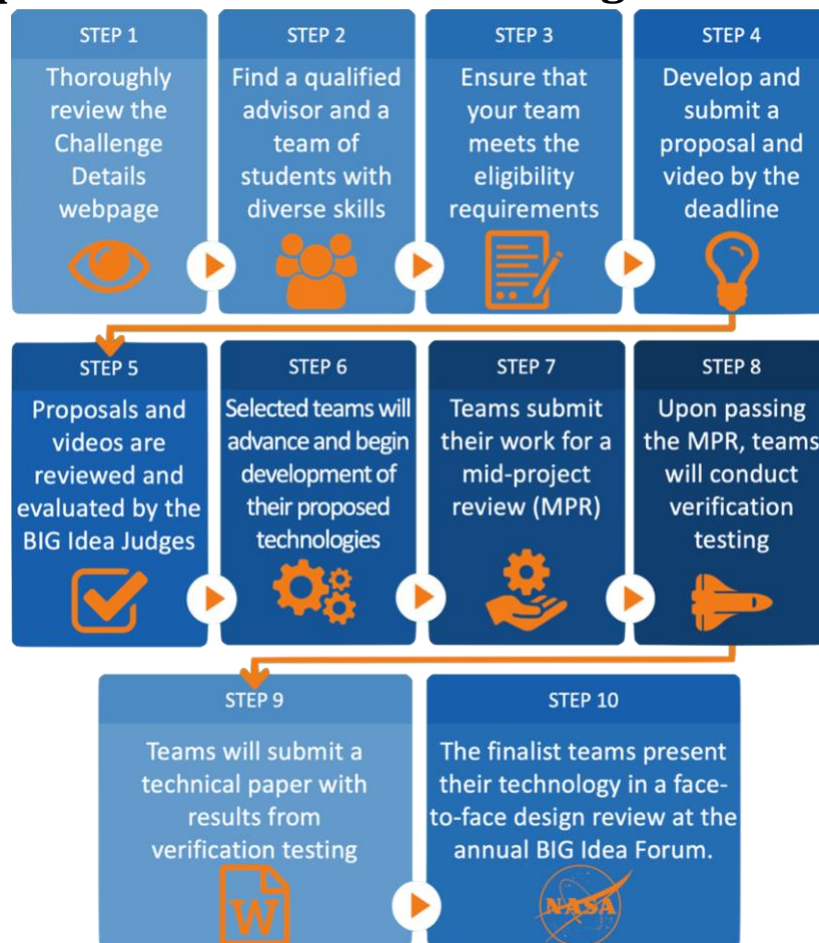 STEP 1
Thoroughly
review the
Challenge
Details
webpage
STEP 2
Find a qualified
advisor and a
team of
students with
diverse skills
STEP 3
Ensure that
your team
meets the
eligibility
requirements
STEP 4
Develop and
submit a
proposal and
video by the
deadline
STEP 5
Proposals and
videos are
reviewed and
evaluated by the
BIG Idea Judges
STEP 6
Selected teams will
advance and begin
development of
their proposed
technologies
STEP 7
Teams submit
their work for a
mid-project
review (MPR)
STEP 8
Upon passing
the MPR, teams
will conduct
verification
testing
STEP 9
Teams will submit a
technical paper with
results from
verification testing
W
STEP 10
The finalist teams present
their technology in a face-
to-face design review at the
annual BIG Idea Forum.
NASA